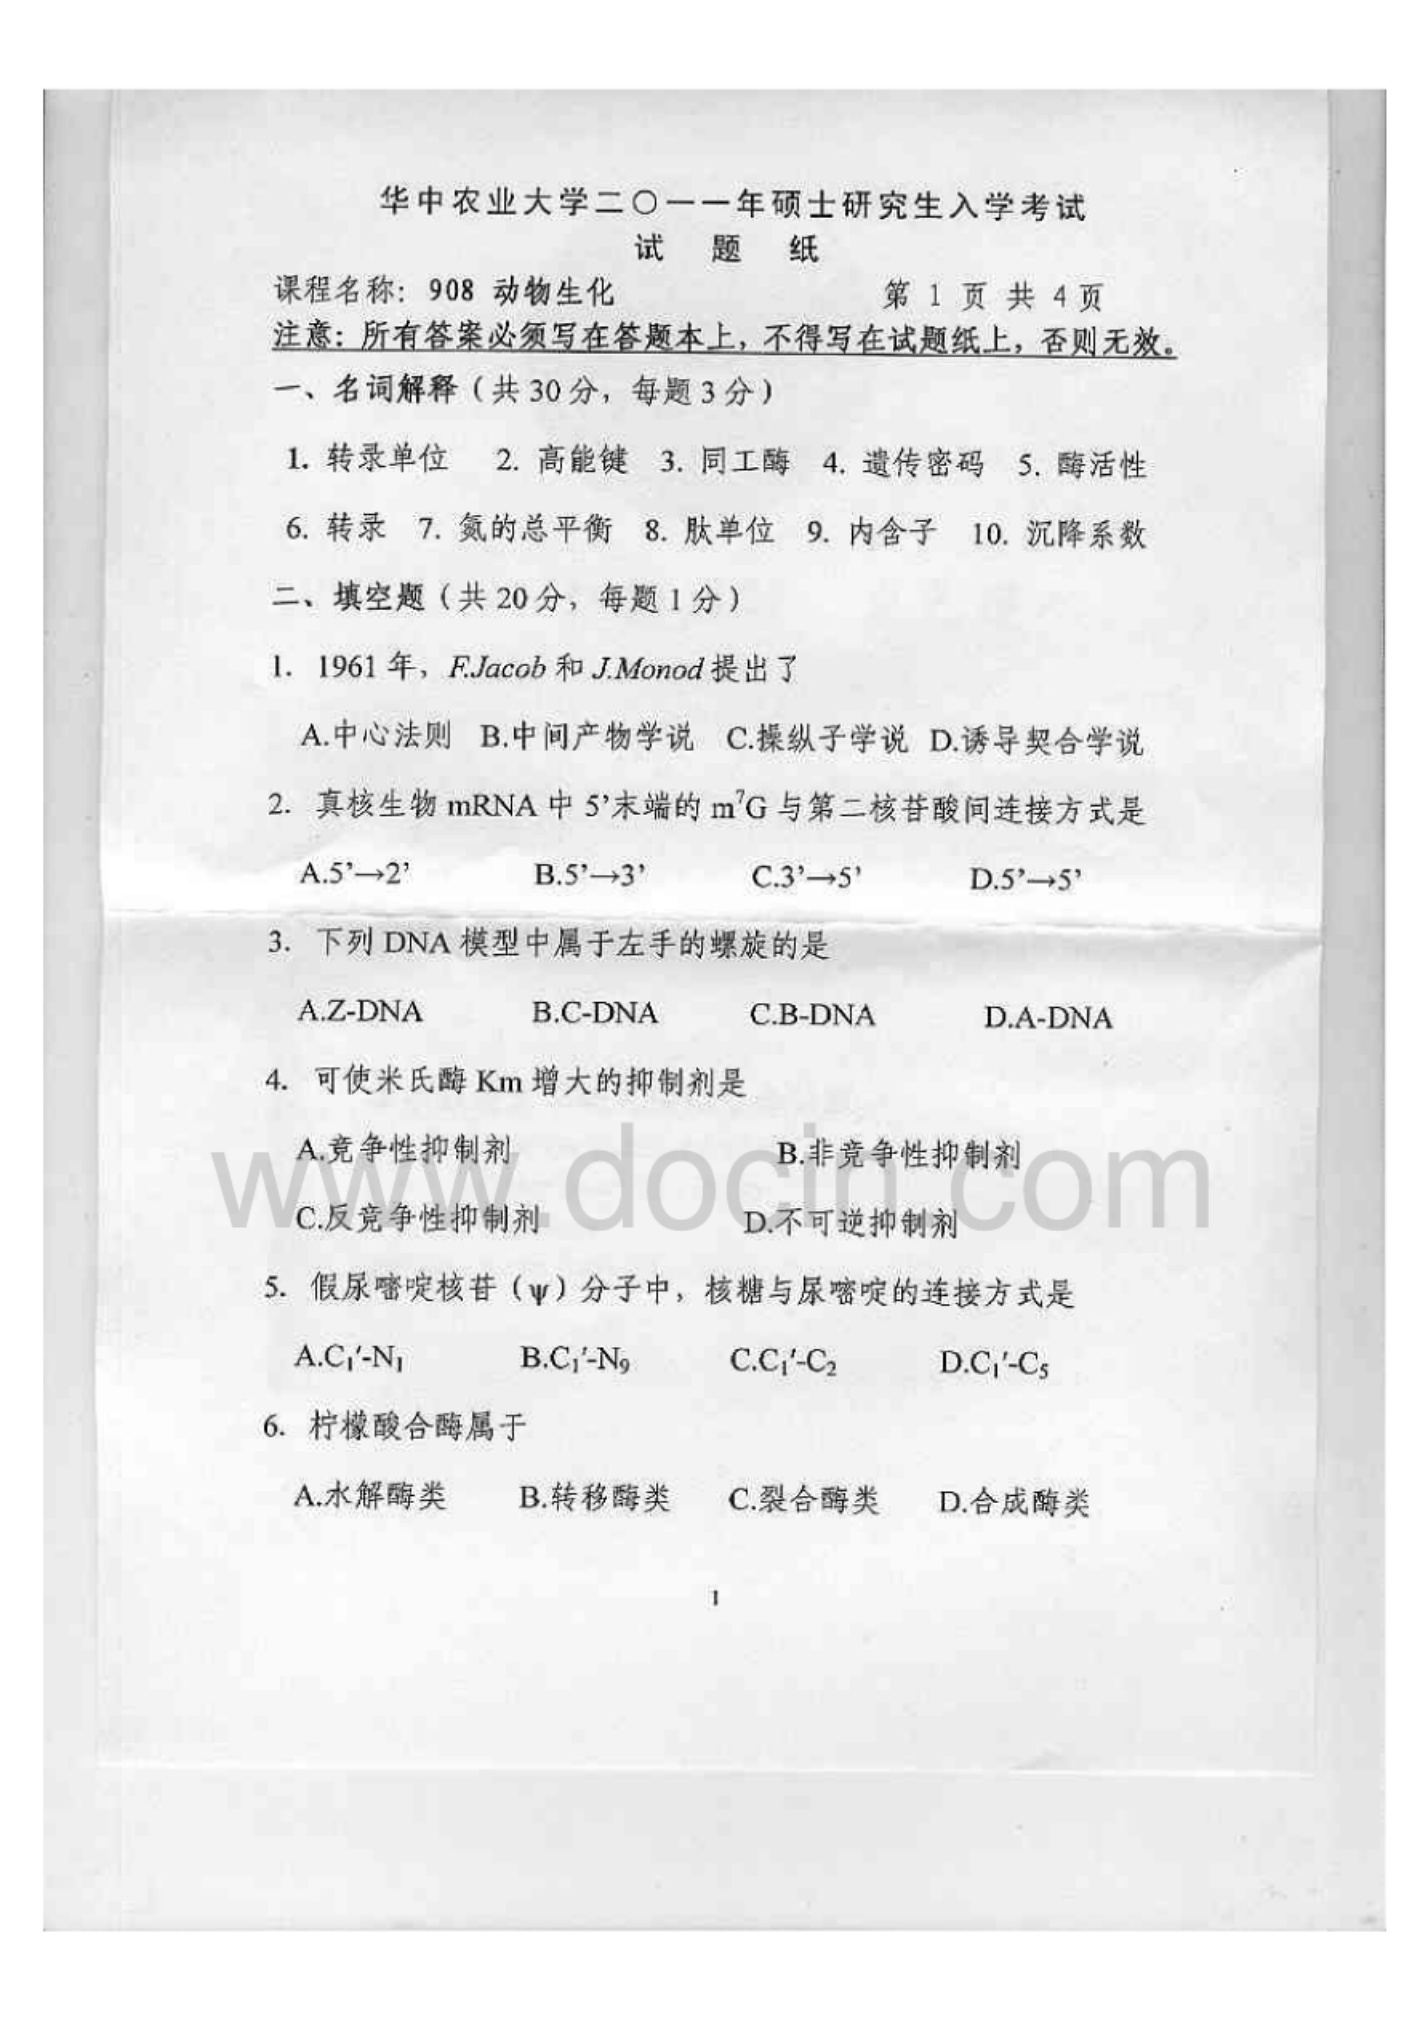 华中农业大学二〇一一年硕士研究生入学考试
试 题 纸
课程名称：908 动物生化 第 1 页 共 4 页
注意：所有答案必须写在答题本上，不得写在试题纸上，否则无效。
一、名词解释（共 30 分，每题 3 分）
1. 转录单位 2. 高能键 3. 同工酶 4. 遗传密码 5. 酶活性
6. 转录 7. 氮的总平衡 8. 肽单位 9. 内含子 10. 沉降系数
二、填空题（共 20 分，每题 1 分）
1. 1961 年，F.Jacob 和 J.Monod 提出了
A.中心法则 B.中间产物学说 C.操纵子学说 D.诱导契合学说
2. 真核生物 mRNA 中 5’末端的 m⁷G 与第二核苷酸间连接方式是
A.5’→2’ B.5’→3’ C.3’→5’ D.5’→5’
3. 下列 DNA 模型中属于左手的螺旋的是
A.Z-DNA B.C-DNA C.B-DNA D.A-DNA
4. 可使米氏酶 Km 增大的抑制剂是
A.竞争性抑制剂 B.非竞争性抑制剂
www.docin.com
C.反竞争性抑制剂 D.不可逆抑制剂
5. 假尿嘧啶核苷（ψ）分子中，核糖与尿嘧啶的连接方式是
A.C₁′-N₁ B.C₁′-N₉ C.C₁′-C₂ D.C₁′-C₅
6. 柠檬酸合酶属于
A.水解酶类 B.转移酶类 C.裂合酶类 D.合成酶类
1